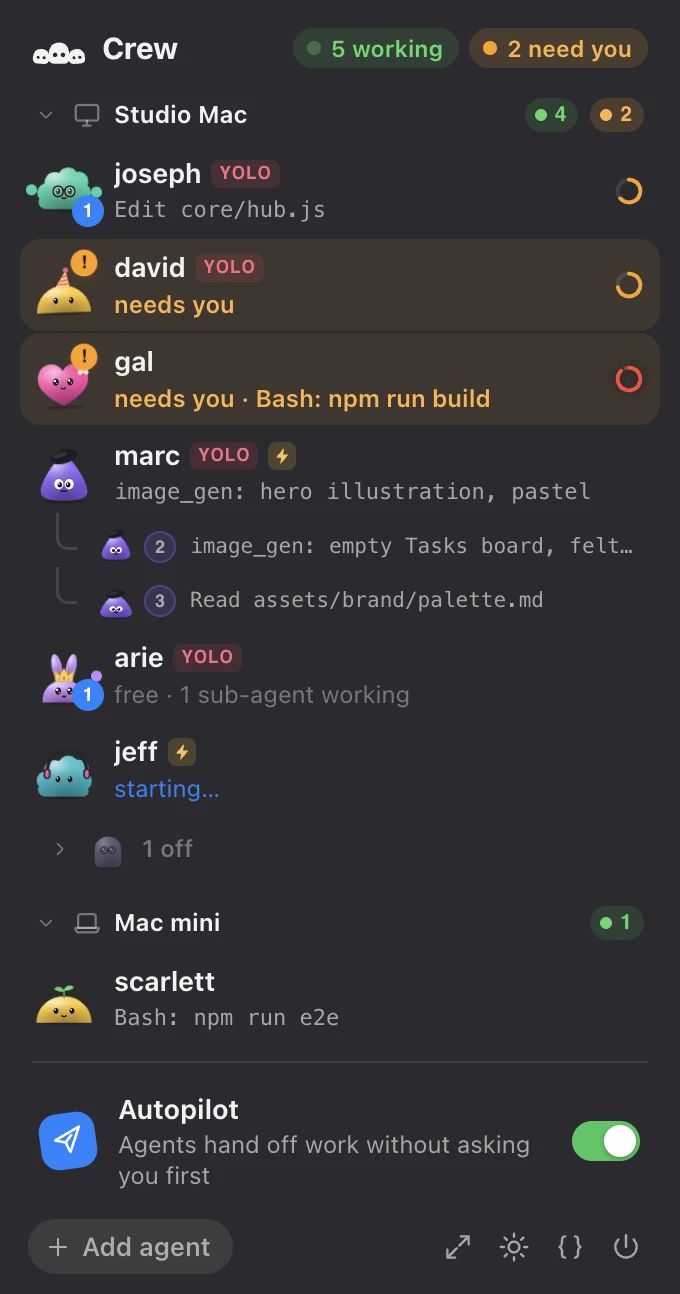 Crew
5 working
2 need you
Studio Mac
4
2
joseph YOLO
1
Edit core/hub.js
!
david YOLO
needs you
!
gal
needs you · Bash: npm run build
marc YOLO
image_gen: hero illustration, pastel
2 image_gen: empty Tasks board, felt…
3 Read assets/brand/palette.md
arie YOLO
1
free · 1 sub-agent working
jeff
starting…
1 off
Mac mini
1
scarlett
Bash: npm run e2e
Autopilot
Agents hand off work without asking
you first
+ Add agent
{}